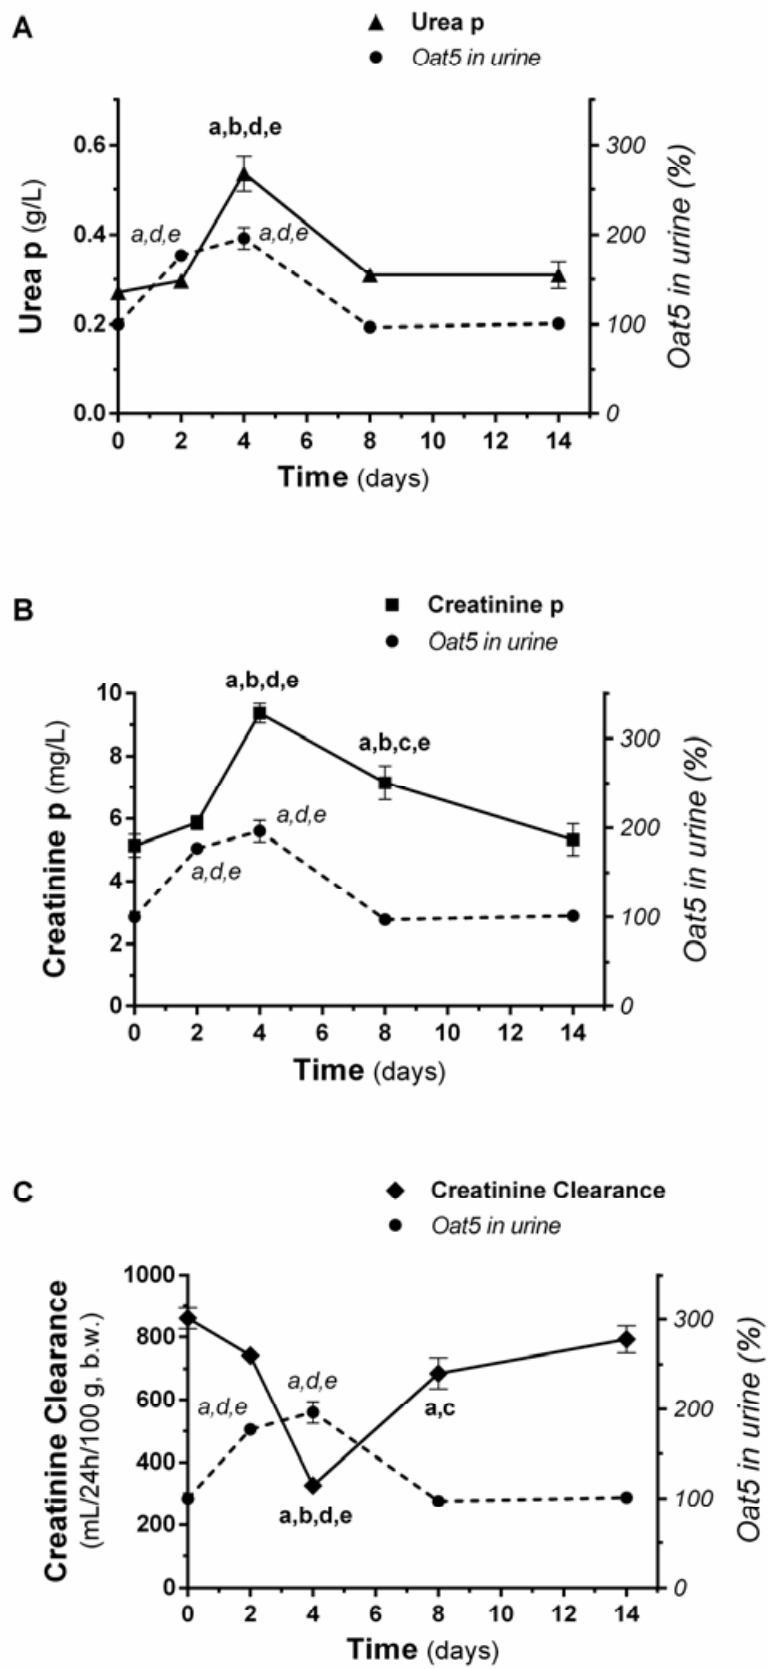 A
Urea p
Oat5 in urine
a,b,d,e
a,d,e
a,d,e
Urea p (g/L)
0.6
0.4
0.2
0.0
300
200
100
0
Oat5 in urine (%)
0 2 4 6 8 10 12 14
Time (days)
B
Creatinine p
Oat5 in urine
a,b,d,e
a,b,c,e
a,d,e
a,d,e
Creatinine p (mg/L)
10
8
6
4
2
0
300
200
100
0
Oat5 in urine (%)
0 2 4 6 8 10 12 14
Time (days)
C
Creatinine Clearance
Oat5 in urine
a,d,e
a,d,e
a,c
a,b,d,e
Creatinine Clearance
(mL/24h/100 g, b.w.)
1000
800
600
400
200
0
300
200
100
0
Oat5 in urine (%)
0 2 4 6 8 10 12 14
Time (days)